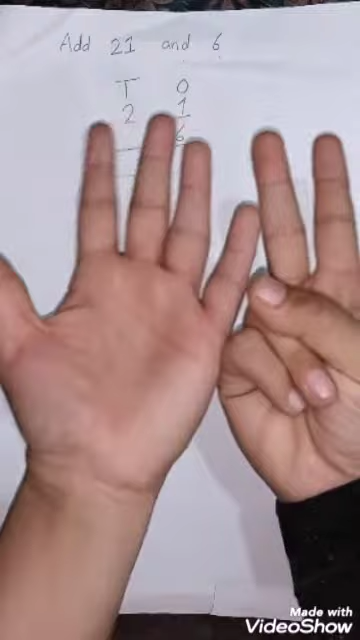 Add 21 and 6
T O
2 1
6
Made with
VideoShow